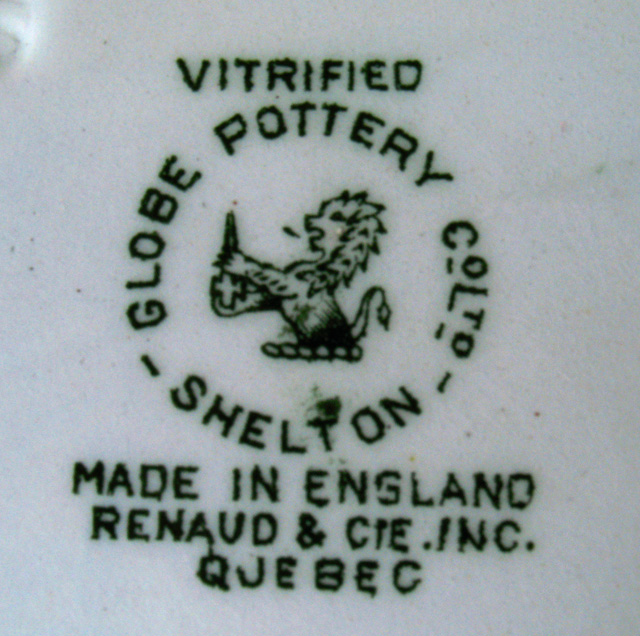 VITRIFIED
GLOBE POTTERY CO LTD
- SHELTON -
MADE IN ENGLAND
RENAUD & CIE. INC.
QUEBEC